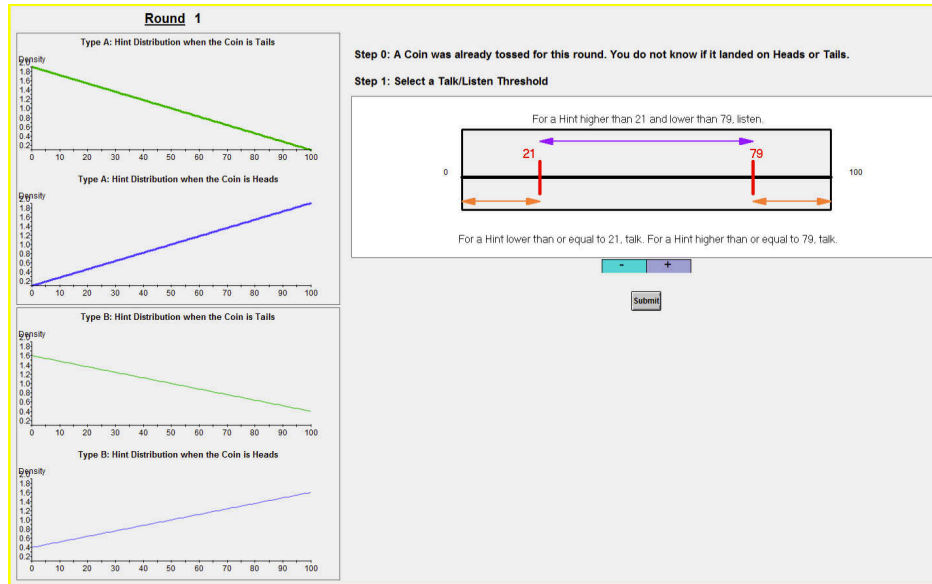 Round 1
Type A: Hint Distribution when the Coin is Tails
Density
2.0
1.8
1.6
1.4
1.2
1.0
0.8
0.6
0.4
0.2
0 10 20 30 40 50 60 70 80 90 100
Type A: Hint Distribution when the Coin is Heads
Density
2.0
1.8
1.6
1.4
1.2
1.0
0.8
0.6
0.4
0.2
0 10 20 30 40 50 60 70 80 90 100
Type B: Hint Distribution when the Coin is Tails
Density
2.0
1.8
1.6
1.4
1.2
1.0
0.8
0.6
0.4
0.2
0 10 20 30 40 50 60 70 80 90 100
Type B: Hint Distribution when the Coin is Heads
Density
2.0
1.8
1.6
1.4
1.2
1.0
0.8
0.6
0.4
0.2
0 10 20 30 40 50 60 70 80 90 100
Step 0: A Coin was already tossed for this round. You do not know if it landed on Heads or Tails.
Step 1: Select a Talk/Listen Threshold
For a Hint higher than 21 and lower than 79, listen.
21 79
0 100
For a Hint lower than or equal to 21, talk. For a Hint higher than or equal to 79, talk.
- +
Submit